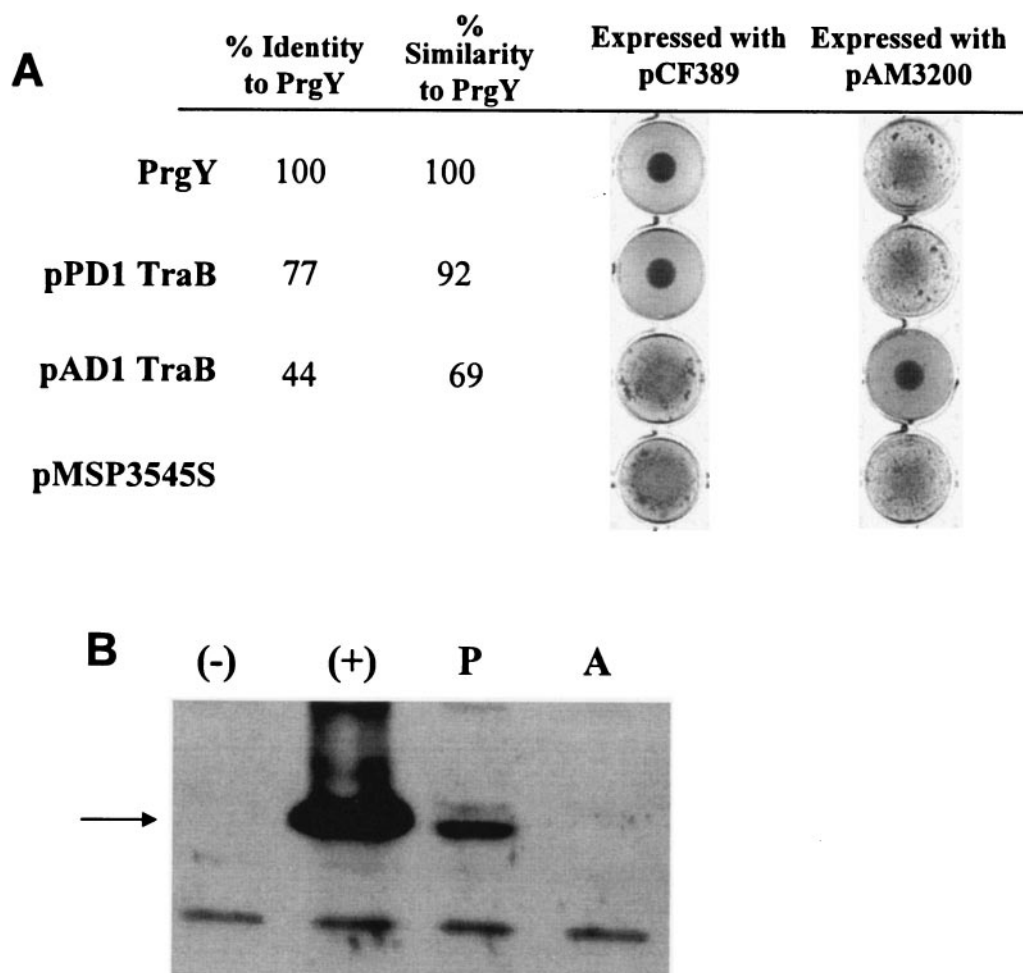 A
% Identity to PrgY
% Similarity to PrgY
Expressed with pCF389
Expressed with pAM3200
PrgY 100 100
pPD1 TraB 77 92
pAD1 TraB 44 69
pMSP3545S
B
(-) (+) P A